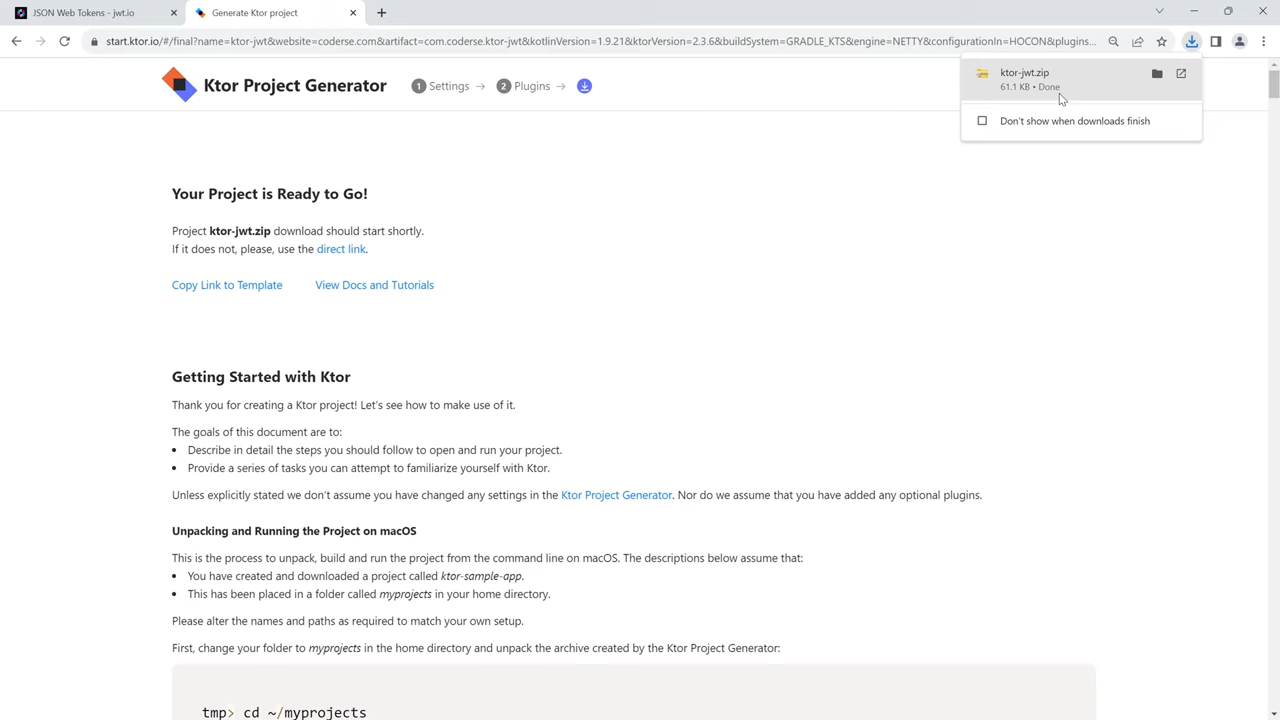 JSON Web Tokens - jwt.io
Generate Ktor project
start.ktor.io/#/final?name=ktor-jwt&website=coderse.com&artifact=com.coderse.ktor-jwt&kotlinVersion=1.9.21&ktorVersion=2.3.6&buildSystem=GRADLE_KTS&engine=NETTY&configurationIn=HOCON&plugins...
Ktor Project Generator
1 Settings →
2 Plugins →
ktor-jwt.zip
61.1 KB • Done
Don't show when downloads finish
Your Project is Ready to Go!
Project ktor-jwt.zip download should start shortly.
If it does not, please, use the direct link.
Copy Link to Template
View Docs and Tutorials
Getting Started with Ktor
Thank you for creating a Ktor project! Let's see how to make use of it.
The goals of this document are to:
• Describe in detail the steps you should follow to open and run your project.
• Provide a series of tasks you can attempt to familiarize yourself with Ktor.
Unless explicitly stated we don't assume you have changed any settings in the Ktor Project Generator. Nor do we assume that you have added any optional plugins.
Unpacking and Running the Project on macOS
This is the process to unpack, build and run the project from the command line on macOS. The descriptions below assume that:
• You have created and downloaded a project called ktor-sample-app.
• This has been placed in a folder called myprojects in your home directory.
Please alter the names and paths as required to match your own setup.
First, change your folder to myprojects in the home directory and unpack the archive created by the Ktor Project Generator:
tmp> cd ~/myprojects